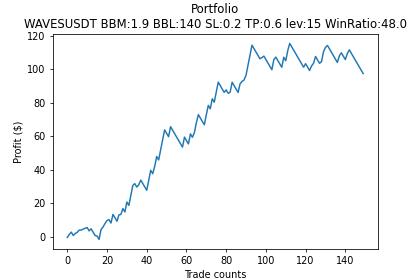 Portfolio
WAVESUSDT BBM:1.9 BBL:140 SL:0.2 TP:0.6 lev:15 WinRatio:48.0
120
100
80
60
40
20
0
Profit ($)
0 20 40 60 80 100 120 140
Trade counts